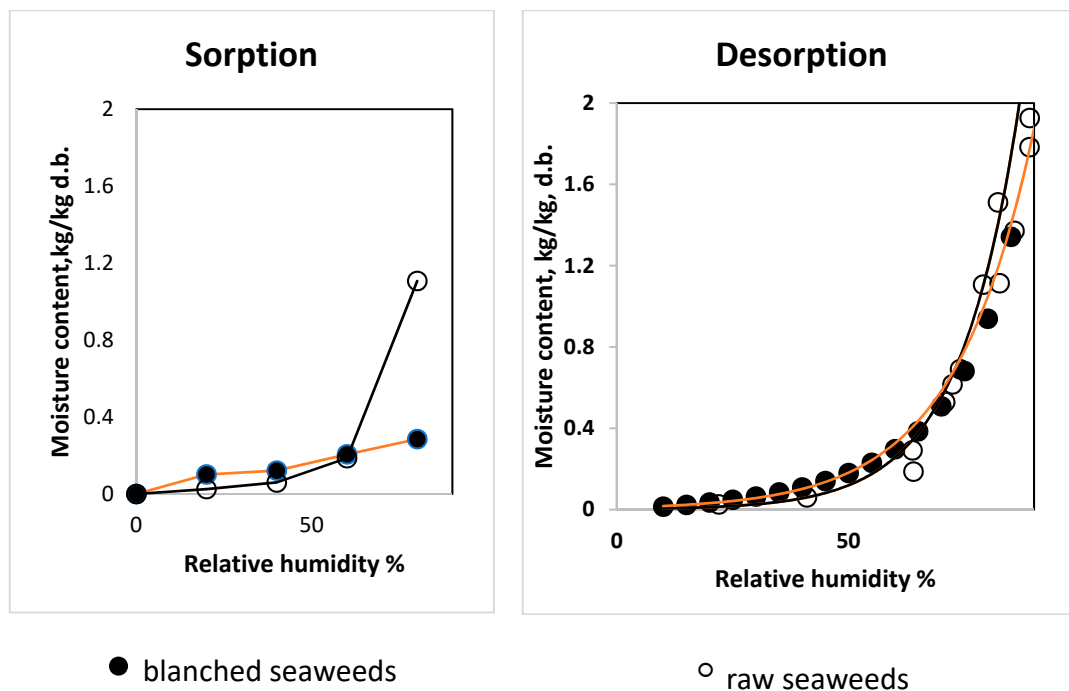 Sorption
Moisture content,kg/kg d.b.
2
1.6
1.2
0.8
0.4
0
0
50
Relative humidity %
Desorption
Moisture content, kg/kg, d.b.
2
1.6
1.2
0.8
0.4
0
0
50
Relative humidity %
blanched seaweeds
raw seaweeds